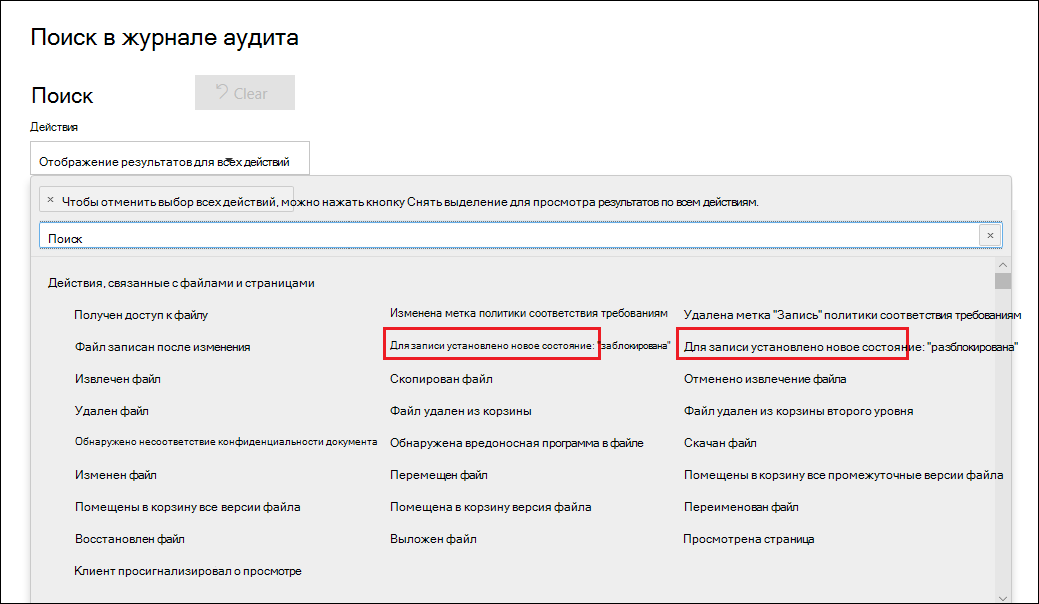 Поиск в журнале аудита
Поиск
Clear
Действия
Отображение результатов для всех действий
× Чтобы отменить выбор всех действий, можно нажать кнопку Снять выделение для просмотра результатов по всем действиям.
Поиск ×
Действия, связанные с файлами и страницами
Получен доступ к файлу Изменена метка политики соответствия требованиям Удалена метка "Запись" политики соответствия требованиям
Файл записан после изменения Для записи установлено новое состояние: "заблокирована" Для записи установлено новое состояние: "разблокирована"
Извлечен файл Скопирован файл Отменено извлечение файла
Удален файл Файл удален из корзины Файл удален из корзины второго уровня
Обнаружено несоответствие конфиденциальности документа Обнаружена вредоносная программа в файле Скачан файл
Изменен файл Перемещен файл Помещены в корзину все промежуточные версии файла
Помещены в корзину все версии файла Помещена в корзину версия файла Переименован файл
Восстановлен файл Выложен файл Просмотрена страница
Клиент просигнализировал о просмотре